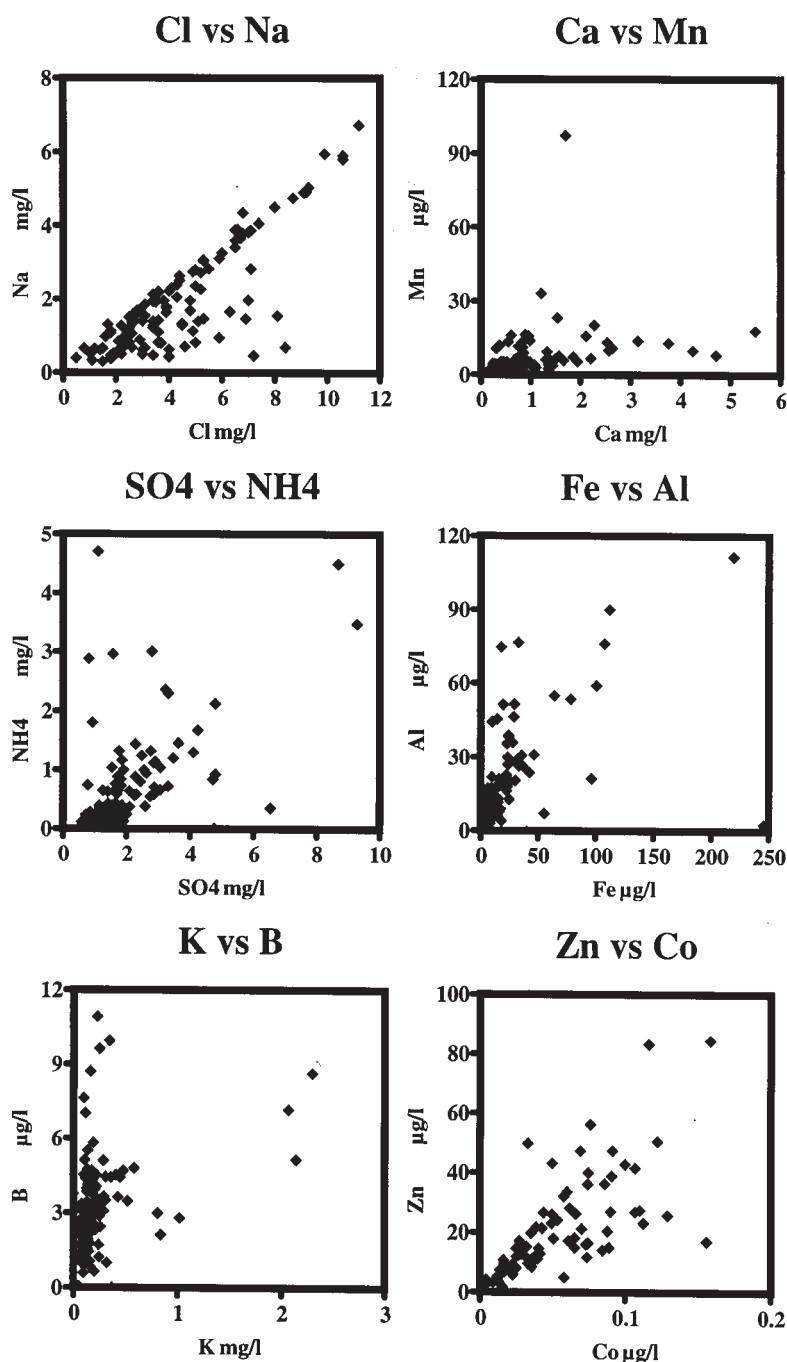 Cl vs Na
8
6
4
2
0
Na mg/l
0 2 4 6 8 10 12
Cl mg/l
Ca vs Mn
120
90
60
30
0
Mn µg/l
0 1 2 3 4 5 6
Ca mg/l
SO4 vs NH4
5
4
3
2
1
0
NH4 mg/l
0 2 4 6 8 10
SO4 mg/l
Fe vs Al
120
90
60
30
0
Al µg/l
0 50 100 150 200 250
Fe µg/l
K vs B
12
9
6
3
0
B µg/l
0 1 2 3
K mg/l
Zn vs Co
100
80
60
40
20
0
Zn µg/l
0 0.1 0.2
Co µg/l